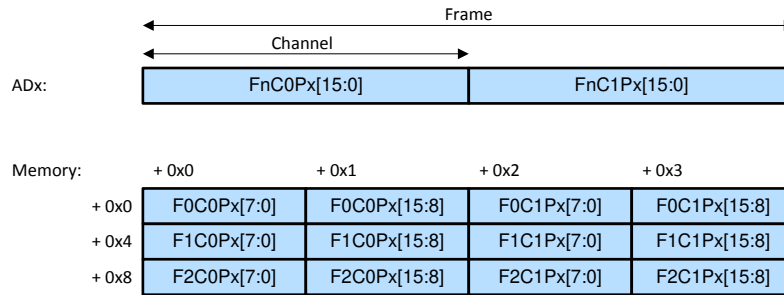 Frame
Channel
ADx: FnC0Px[15:0] FnC1Px[15:0]
Memory: + 0x0 + 0x1 + 0x2 + 0x3
+ 0x0 F0C0Px[7:0] F0C0Px[15:8] F0C1Px[7:0] F0C1Px[15:8]
+ 0x4 F1C0Px[7:0] F1C0Px[15:8] F1C1Px[7:0] F1C1Px[15:8]
+ 0x8 F2C0Px[7:0] F2C0Px[15:8] F2C1Px[7:0] F2C1Px[15:8]